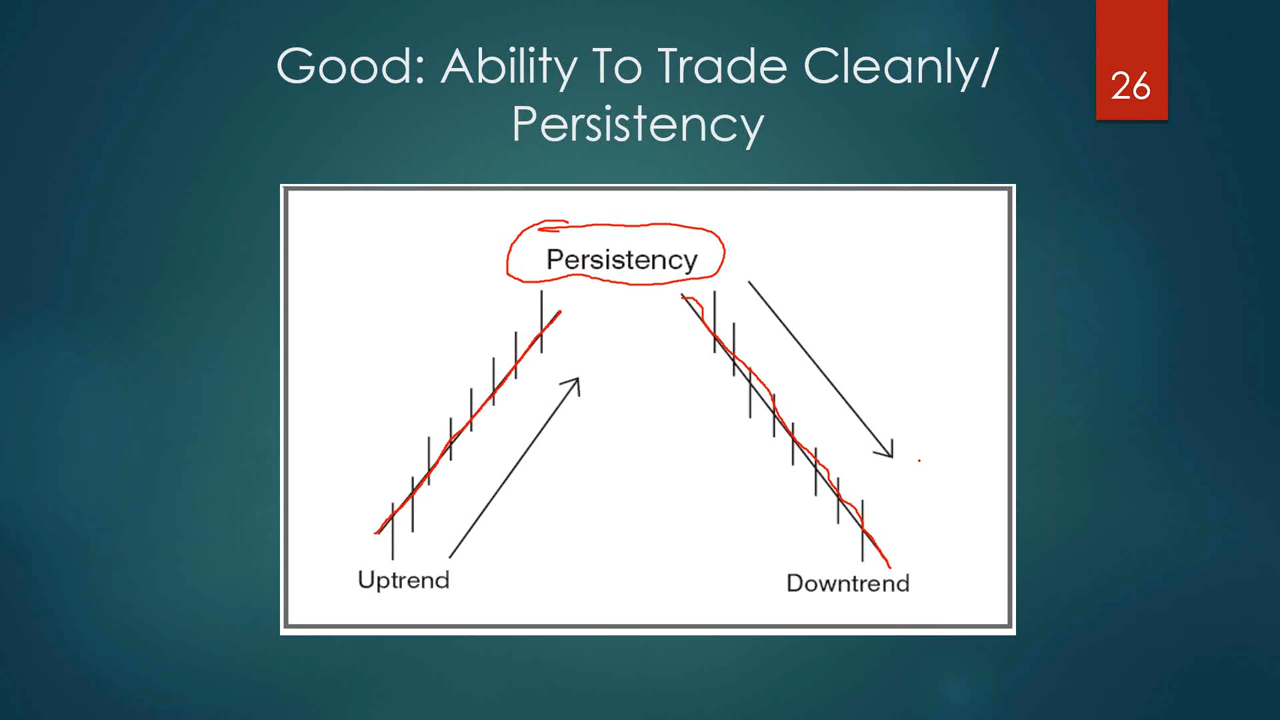 Good: Ability To Trade Cleanly/
Persistency
26
Persistency
Uptrend
Downtrend